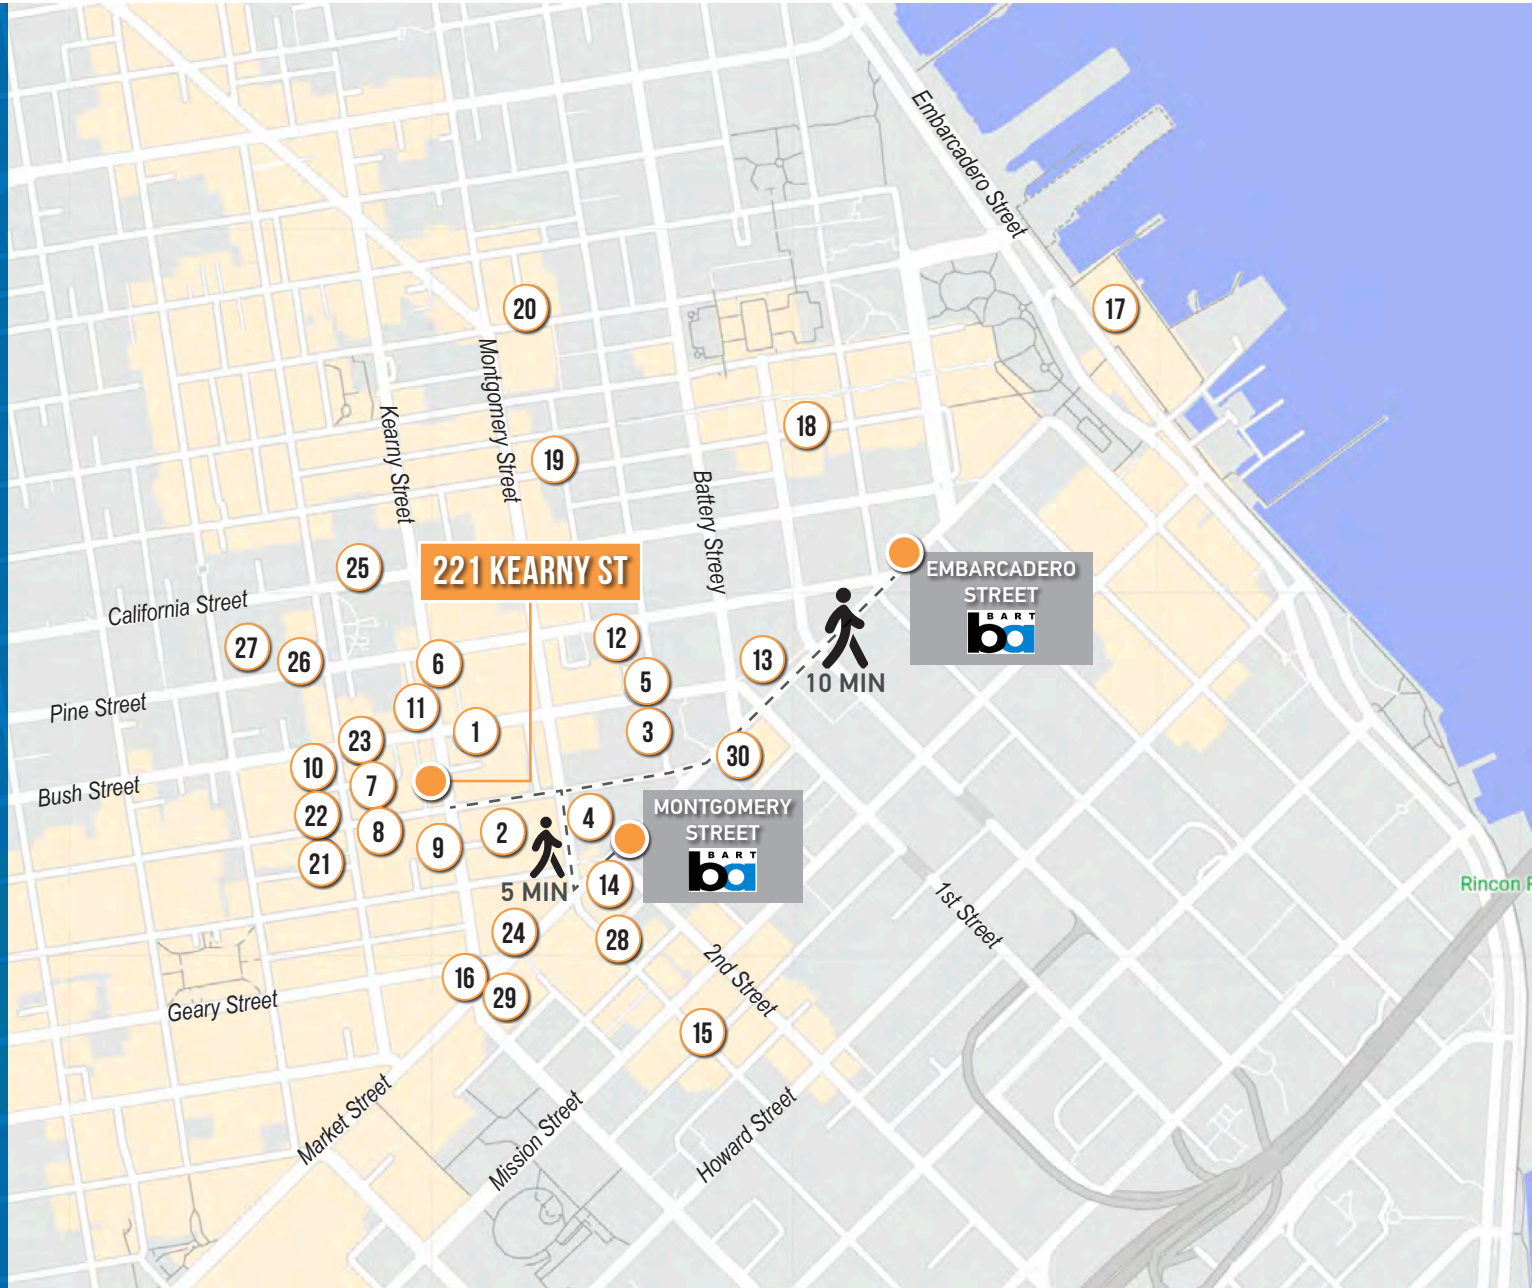 Embarcadero Street
17
20
Montgomery Street
Kearny Street
18
19
Battery Streey
25
221 KEARNY ST
EMBARCADERO
STREET
BART
ba
California Street
12
27
26
6
13
5
10 MIN
Pine Street
11
1
3
23
30
10
7
Bush Street
MONTGOMERY
STREET
BART
ba
22
8
2
4
9
21
5 MIN
14
Rincon P
1st Street
24
28
2nd Street
16
29
Geary Street
15
Market Street
Mission Street
Howard Street